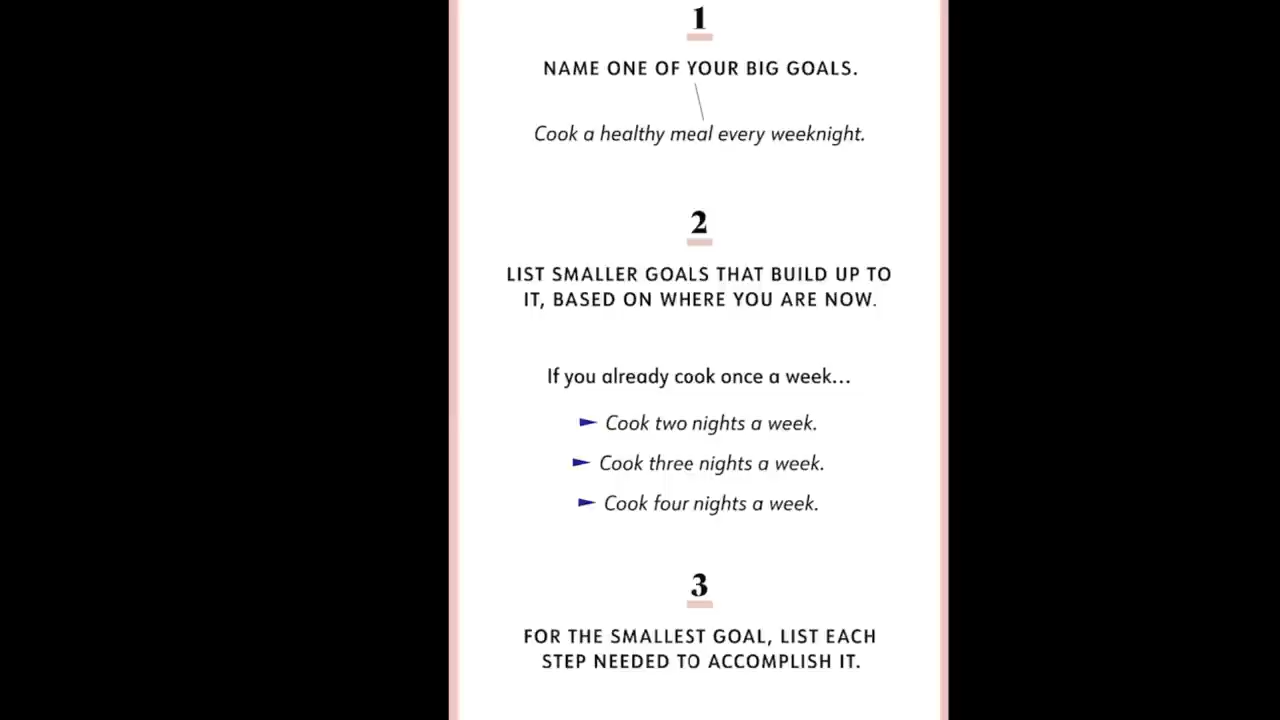 1
NAME ONE OF YOUR BIG GOALS.
Cook a healthy meal every weeknight.
2
LIST SMALLER GOALS THAT BUILD UP TO
IT, BASED ON WHERE YOU ARE NOW.
If you already cook once a week...
► Cook two nights a week.
► Cook three nights a week.
► Cook four nights a week.
3
FOR THE SMALLEST GOAL, LIST EACH
STEP NEEDED TO ACCOMPLISH IT.